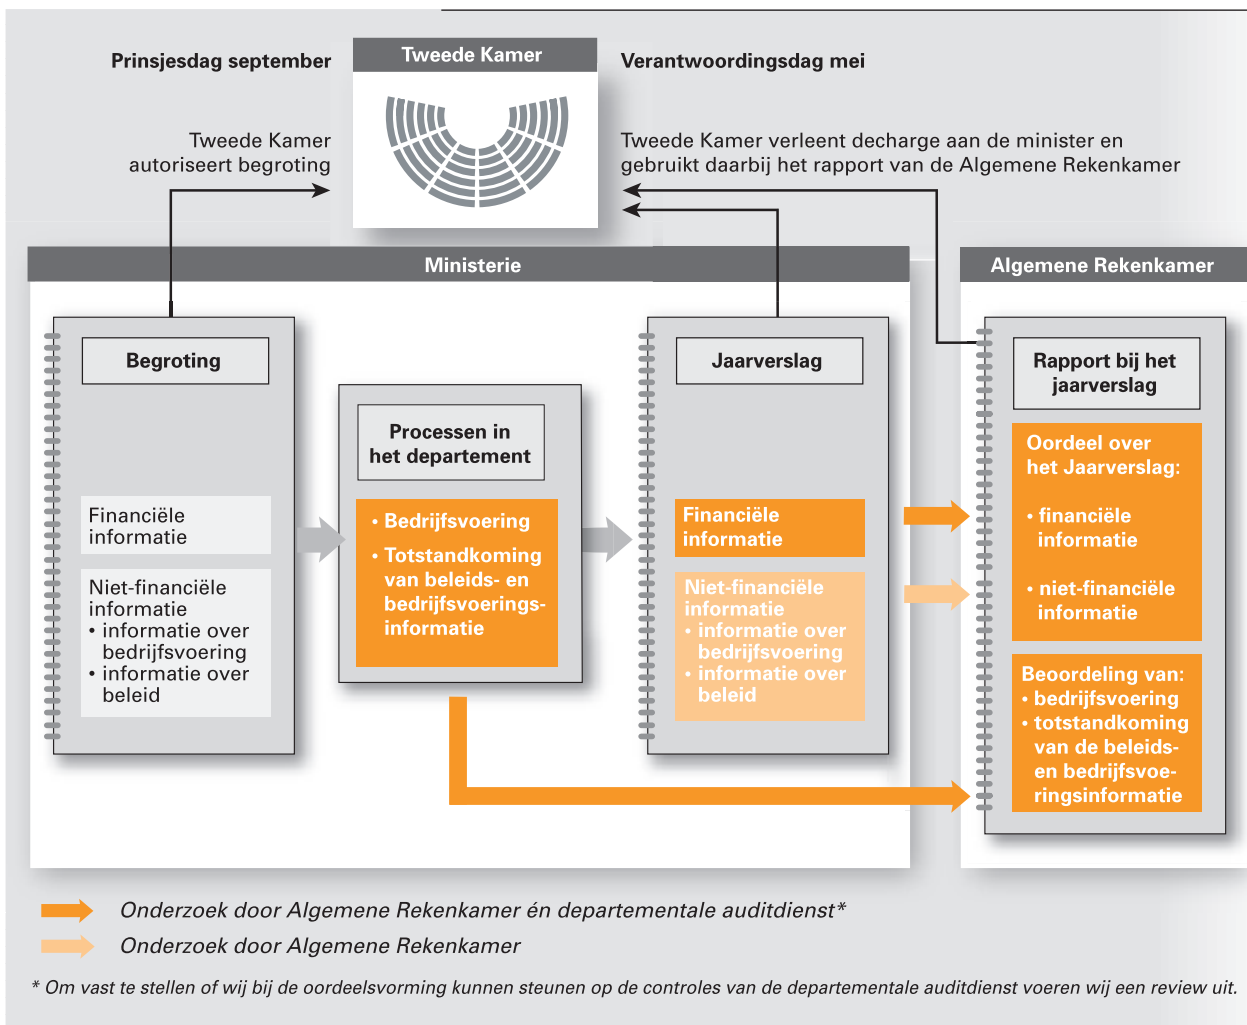 Prinsjesdag september
Tweede Kamer
Verantwoordingsdag mei
Tweede Kamer
autoriseert begroting
Tweede Kamer verleent decharge aan de minister en
gebruikt daarbij het rapport van de Algemene Rekenkamer
Ministerie
Algemene Rekenkamer
Begroting
Financiële
informatie
Niet-financiële
informatie
• informatie over
bedrijfsvoering
• informatie over
beleid
Processen in
het departement
• Bedrijfsvoering
• Totstandkoming
van beleids- en
bedrijfsvoerings-
informatie
Jaarverslag
Financiële
informatie
Niet-financiële
informatie
• informatie over
bedrijfsvoering
• informatie over
beleid
Rapport bij het
jaarverslag
Oordeel over
het Jaarverslag:
• financiële
informatie
• niet-financiële
informatie
Beoordeling van:
• bedrijfsvoering
• totstandkoming
van de beleids-
en bedrijfsvoe-
ringsinformatie
Onderzoek door Algemene Rekenkamer én departementale auditdienst*
Onderzoek door Algemene Rekenkamer
* Om vast te stellen of wij bij de oordeelsvorming kunnen steunen op de controles van de departementale auditdienst voeren wij een review uit.